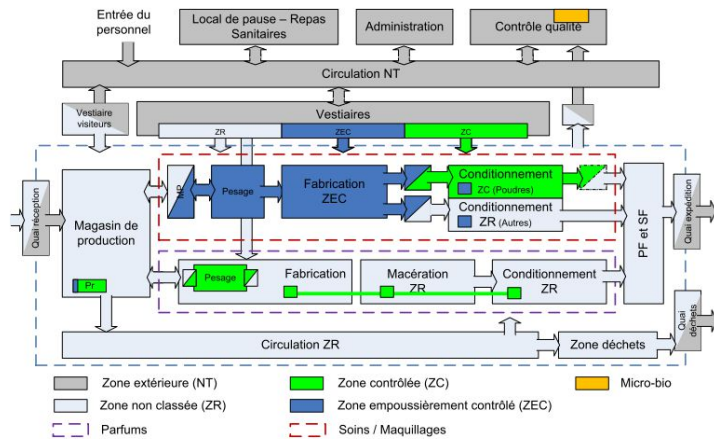 Entrée du
personnel
Local de pause – Repas
Sanitaires
Administration
Contrôle qualité
Circulation NT
Vestiaire
visiteurs
Vestiaires
ZR
ZEC
ZC
Quai réception
Magasin de
production
Pr
MP
Pesage
Fabrication
ZEC
Conditionnement
ZC (Poudres)
Conditionnement
ZR (Autres)
PF et SF
Quai expédition
Pesage
Fabrication
Macération
ZR
Conditionnement
ZR
Quai
déchets
Circulation ZR
Zone déchets
Zone extérieure (NT)
Zone contrôlée (ZC)
Micro-bio
Zone non classée (ZR)
Zone empoussièrement contrôlé (ZEC)
Parfums
Soins / Maquillages